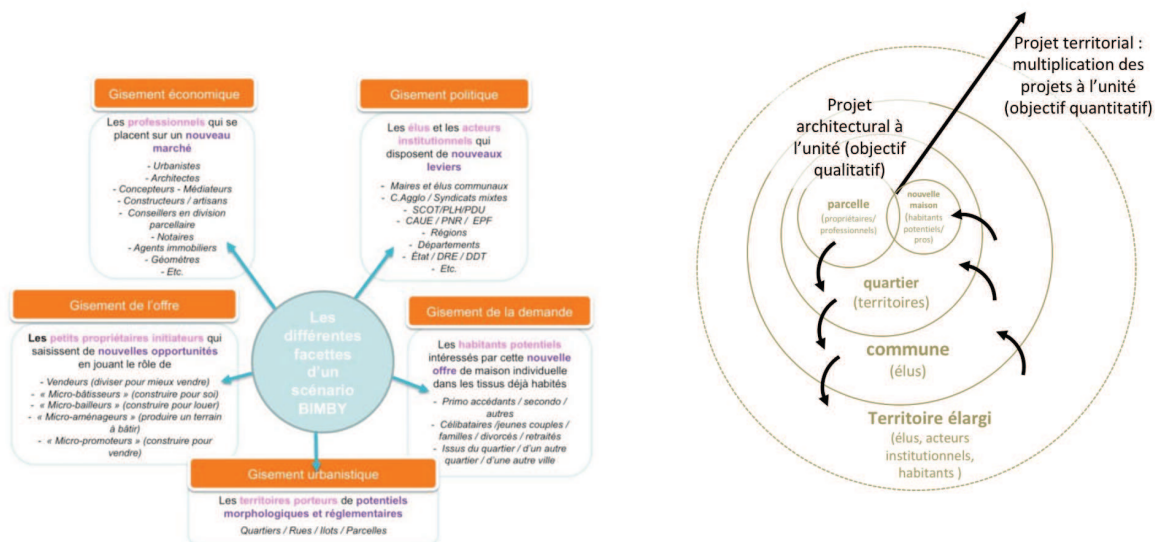 Gisement économique
Les professionnels qui se
placent sur un nouveau
marché
- Urbanistes
- Architectes
- Concepteurs - Médiateurs
- Constructeurs / artisans
- Conseillers en division
parcellaire
- Notaires
- Agents immobiliers
- Géomètres
- Etc.
Gisement politique
Les élus et les acteurs
institutionnels qui
disposent de nouveaux
leviers
- Maires et élus communaux
- C.Agglo / Syndicats mixtes
- SCOT/PLH/PDU
- CAUE / PNR / EPF
- Régions
- Départements
- État / DRE / DDT
- Etc.
Gisement de l'offre
Les petits propriétaires initiateurs qui
saisissent de nouvelles opportunités
en jouant le rôle de
- Vendeurs (diviser pour mieux vendre)
- « Micro-bâtisseurs » (construire pour soi)
- « Micro-bailleurs » (construire pour louer)
- « Micro-aménageurs » (produire un terrain
à bâtir)
- « Micro-promoteurs » (construire pour
vendre)
Les
différentes
facettes
d'un
scénario
BIMBY
Gisement de la demande
Les habitants potentiels
intéressés par cette nouvelle
offre de maison individuelle
dans les tissus déjà habités
- Primo accédants / secundo /
autres
- Célibataires /jeunes couples /
familles / divorcés / retraités
- Issus du quartier / d'un autre
quartier / d'une autre ville
Gisement urbanistique
Les territoires porteurs de potentiels
morphologiques et réglementaires
Quartiers / Rues / Ilots / Parcelles
Projet territorial :
multiplication des
projets à l'unité
(objectif quantitatif)
Projet
architectural à
l'unité (objectif
qualitatif)
parcelle
(propriétaires/
professionnels)
nouvelle
maison
(habitants
potentiels/
pros)
quartier
(territoires)
commune
(élus)
Territoire élargi
(élus, acteurs
institutionnels,
habitants )